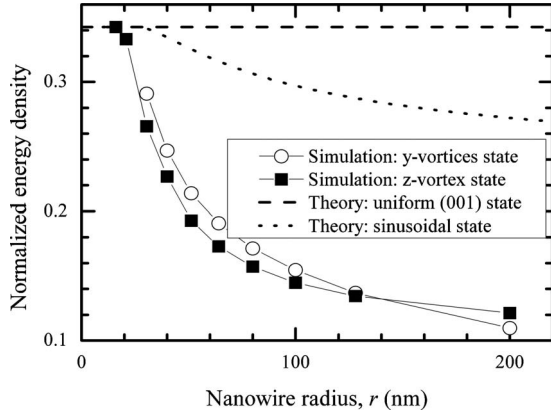 Normalized energy density
0.3
0.2
0.1
Simulation: y-vortices state
Simulation: z-vortex state
Theory: uniform (001) state
Theory: sinusoidal state
0
100
200
Nanowire radius, r (nm)